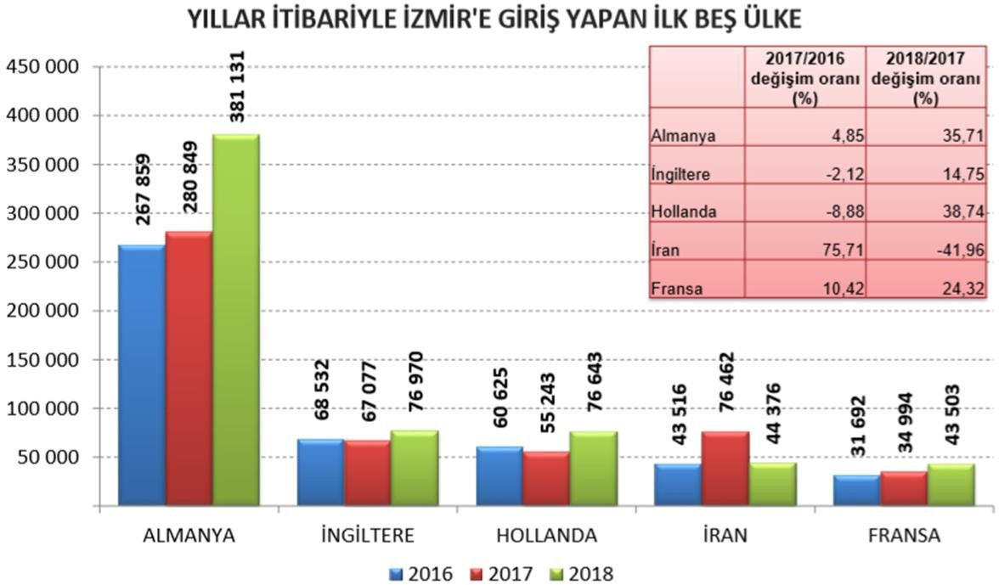 YILLAR İTİBARİYLE İZMİR'E GİRİŞ YAPAN İLK BEŞ ÜLKE
450 000
400 000
350 000
300 000
250 000
200 000
150 000
100 000
50 000
267 859
280 849
381 131
68 532
67 077
76 970
60 625
55 243
76 643
43 516
76 462
44 376
31 692
34 994
43 503
2017/2016 değişim oranı (%)
2018/2017 değişim oranı (%)
Almanya 4,85 35,71
İngiltere -2,12 14,75
Hollanda -8,88 38,74
İran 75,71 -41,96
Fransa 10,42 24,32
ALMANYA İNGİLTERE HOLLANDA İRAN FRANSA
2016 2017 2018